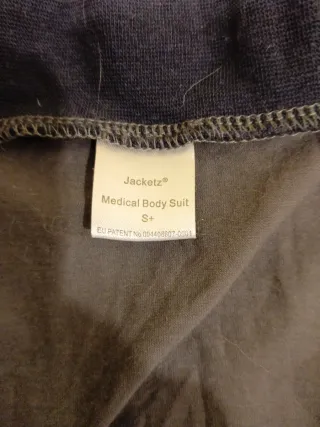 Jacketz®
Medical Body Suit
S+
EU PATENT No